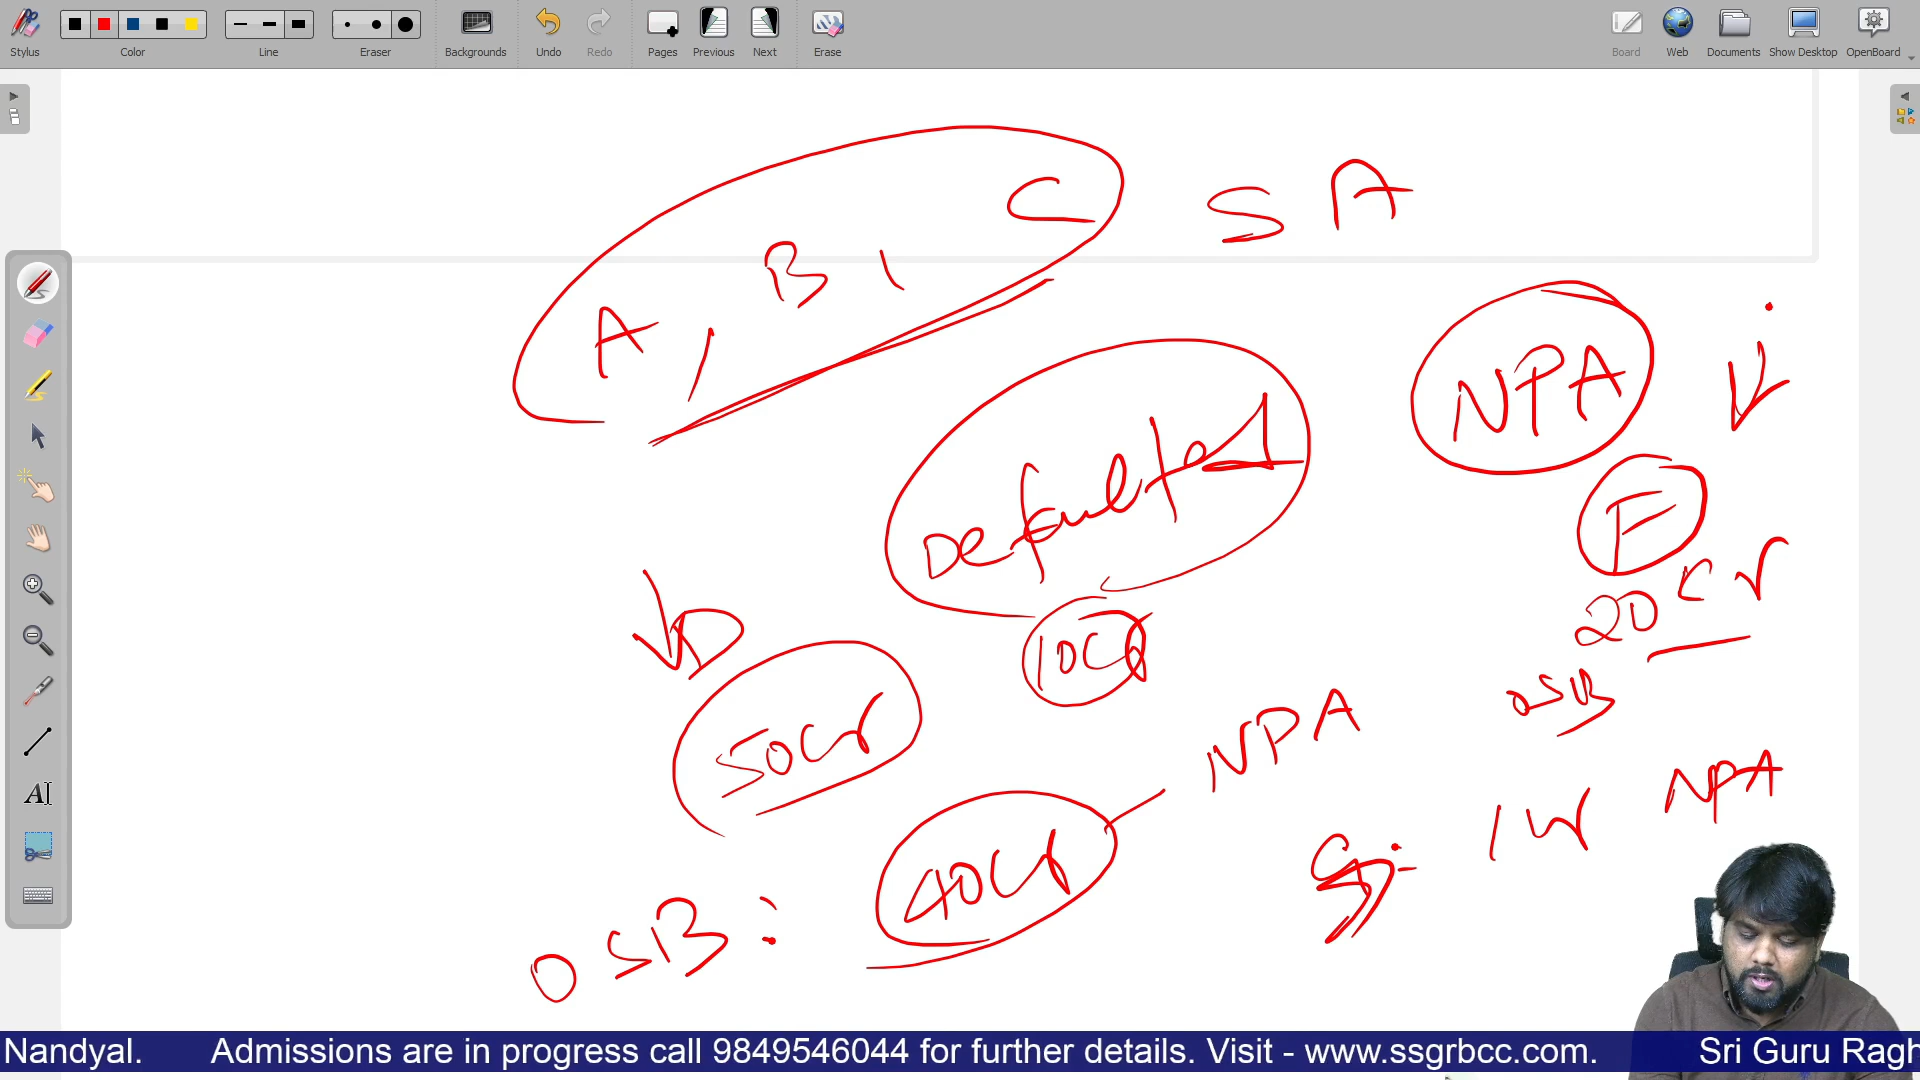 Stylus
Color
Line
Eraser
Backgrounds
Undo
Redo
Pages
Previous
Next
Erase
Board
Web
Documents
Show Desktop
OpenBoard
A, B, C
SA
NPA
Defaulted
F
20 cr
10Cr
D
50Cr
OSB
NPA
40Cr
NPA
OSB :
Nandyal. Admissions are in progress call 9849546044 for further details. Visit - www.ssgrbcc.com. Sri Guru Ragh